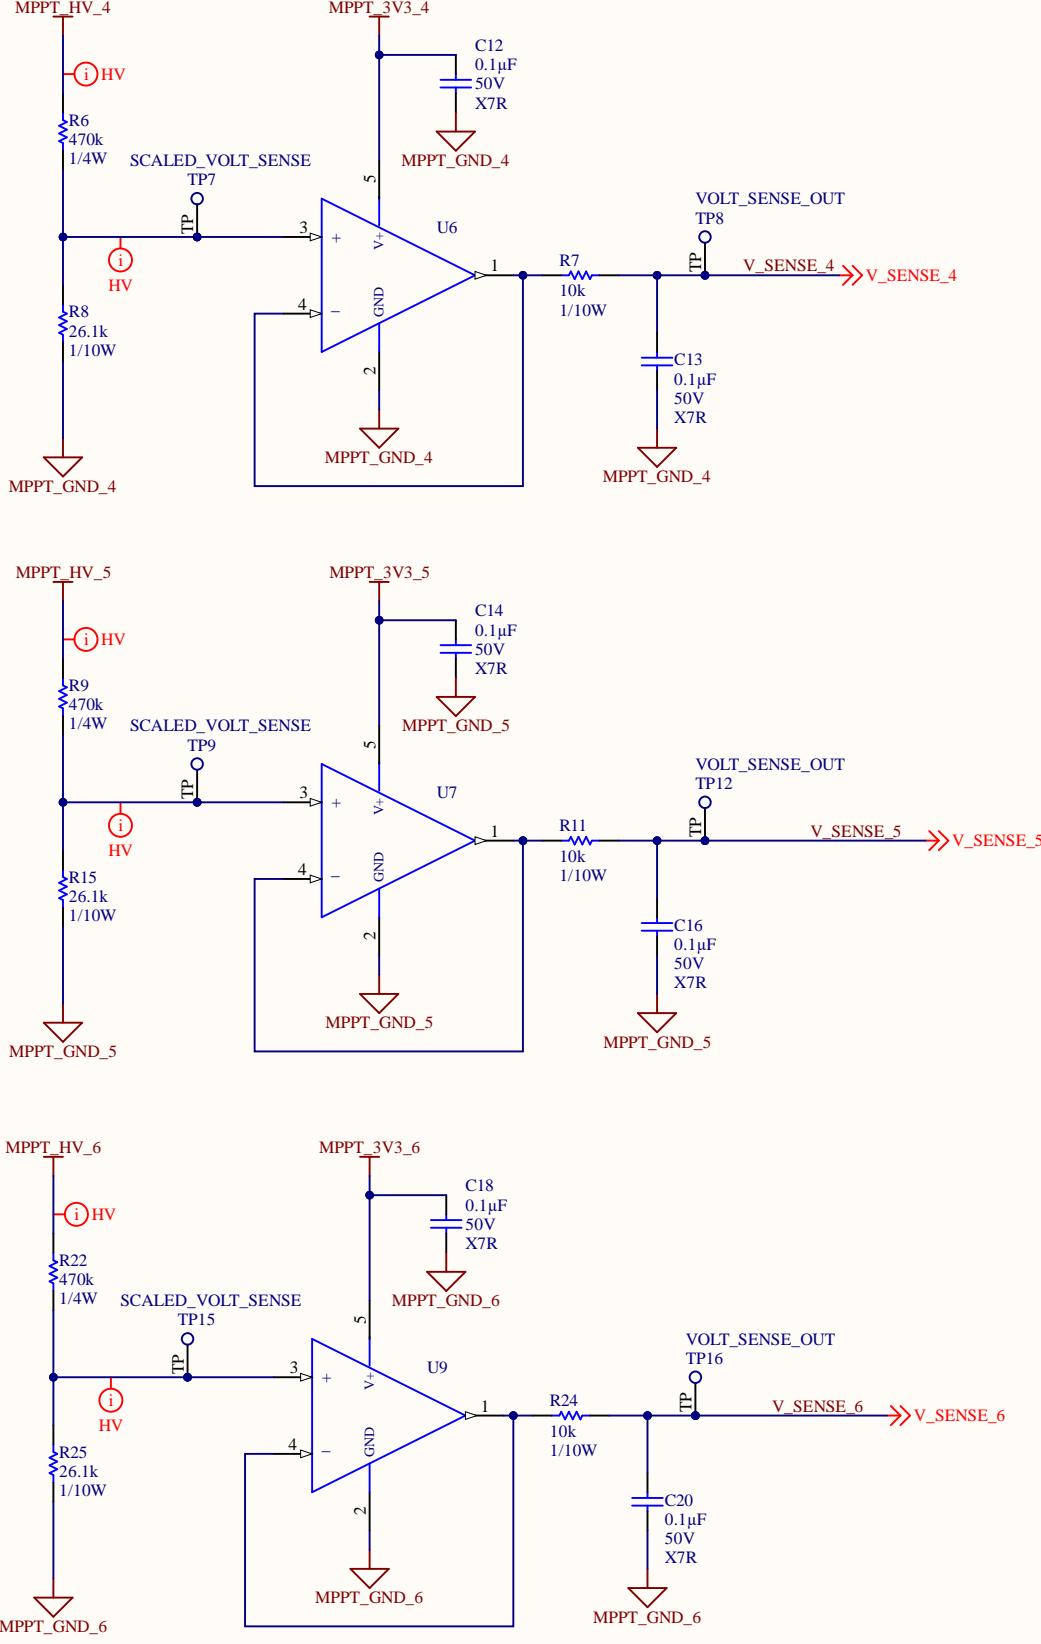 MPPT_HV_4
MPPT_3V3_4
i HV
C12
0.1µF
50V
X7R
MPPT_GND_4
R6
470k
1/4W
SCALED_VOLT_SENSE
TP7
TP
i
HV
R8
26.1k
1/10W
MPPT_GND_4
5
3
+
V+
U6
4
−
GND
2
1
MPPT_GND_4
R7
10k
1/10W
VOLT_SENSE_OUT
TP8
TP
V_SENSE_4
V_SENSE_4
C13
0.1µF
50V
X7R
MPPT_GND_4
MPPT_HV_5
MPPT_3V3_5
i HV
C14
0.1µF
50V
X7R
MPPT_GND_5
R9
470k
1/4W
SCALED_VOLT_SENSE
TP9
TP
i
HV
R15
26.1k
1/10W
MPPT_GND_5
5
3
+
V+
U7
4
−
GND
2
1
MPPT_GND_5
R11
10k
1/10W
VOLT_SENSE_OUT
TP12
TP
V_SENSE_5
V_SENSE_5
C16
0.1µF
50V
X7R
MPPT_GND_5
MPPT_HV_6
MPPT_3V3_6
i HV
C18
0.1µF
50V
X7R
MPPT_GND_6
R22
470k
1/4W
SCALED_VOLT_SENSE
TP15
TP
i
HV
R25
26.1k
1/10W
MPPT_GND_6
5
3
+
V+
U9
4
−
GND
2
1
MPPT_GND_6
R24
10k
1/10W
VOLT_SENSE_OUT
TP16
TP
V_SENSE_6
V_SENSE_6
C20
0.1µF
50V
X7R
MPPT_GND_6